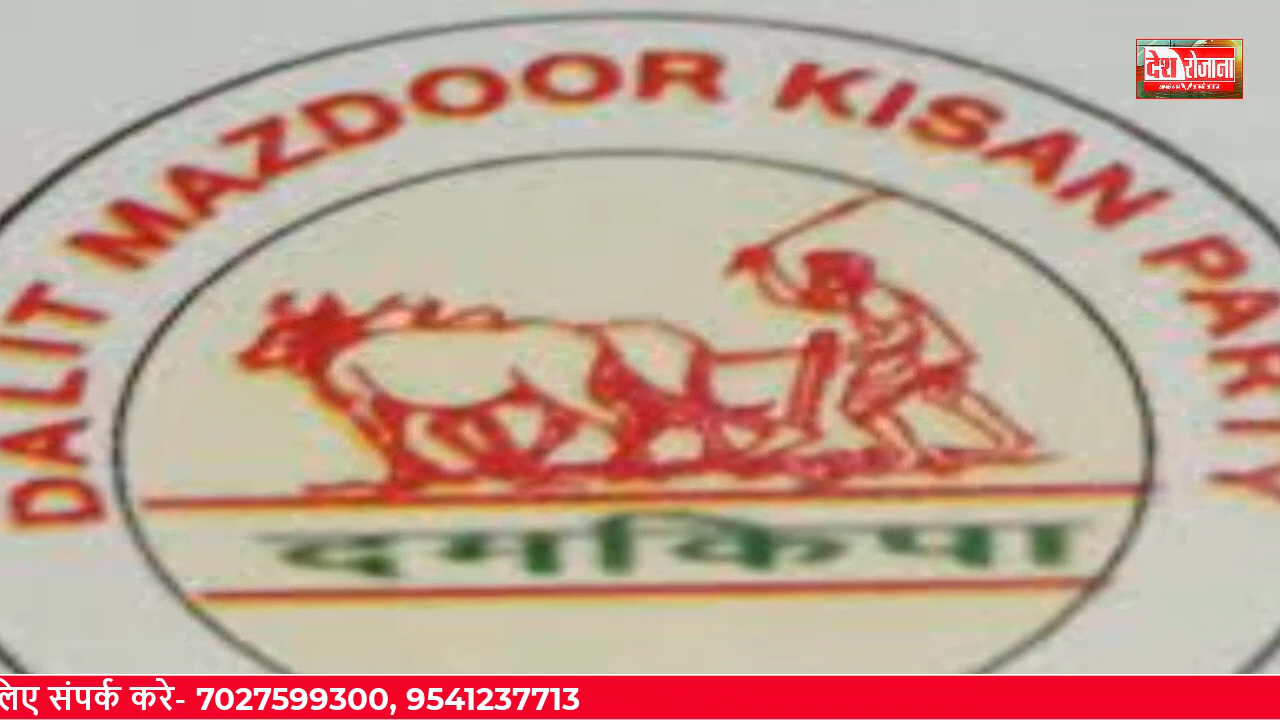 DALIT MAZDOOR KISAN PARTY
देश रोजाना
दमकिपा
लिए संपर्क करे- 7027599300, 9541237713